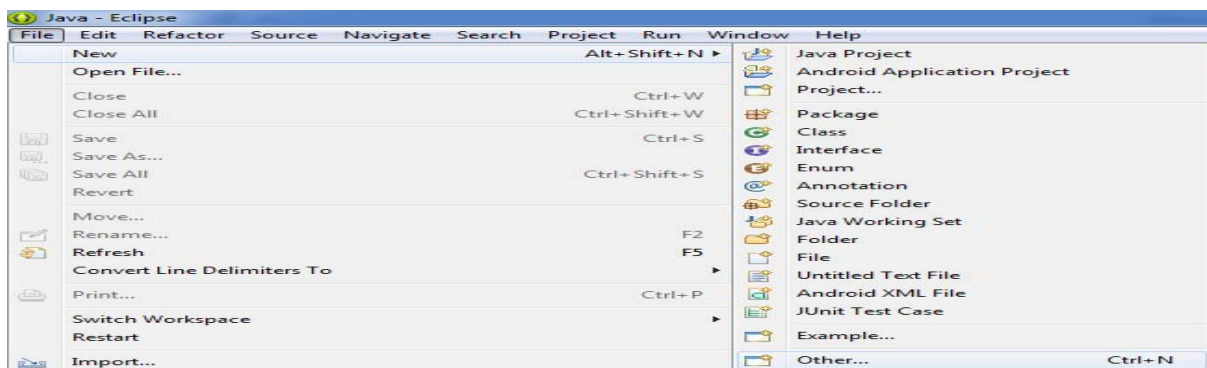 Java - Eclipse
File Edit Refactor Source Navigate Search Project Run Window Help
New Alt+Shift+N
Open File...
Close Ctrl+W
Close All Ctrl+Shift+W
Save Ctrl+S
Save As...
Save All Ctrl+Shift+S
Revert
Move...
Rename... F2
Refresh F5
Convert Line Delimiters To
Print... Ctrl+P
Switch Workspace
Restart
Import...
Java Project
Android Application Project
Project...
Package
Class
Interface
Enum
Annotation
Source Folder
Java Working Set
Folder
File
Untitled Text File
Android XML File
JUnit Test Case
Example...
Other... Ctrl+N